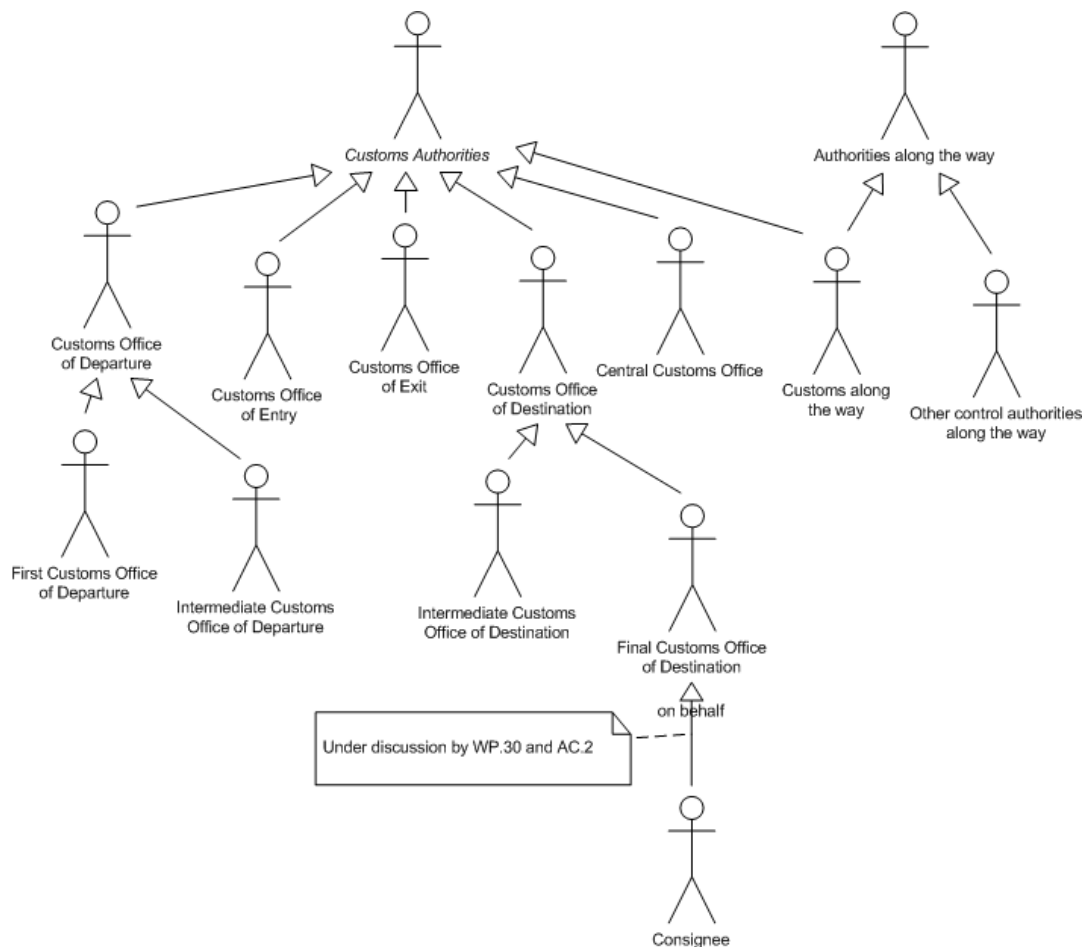 Customs Authorities
Authorities along the way
Customs Office
of Departure
Customs Office
of Entry
Customs Office
of Exit
Customs Office
of Destination
Central Customs Office
Customs along
the way
Other control authorities
along the way
First Customs Office
of Departure
Intermediate Customs
Office of Departure
Intermediate Customs
Office of Destination
Final Customs Office
of Destination
on behalf
Under discussion by WP.30 and AC.2
Consignee